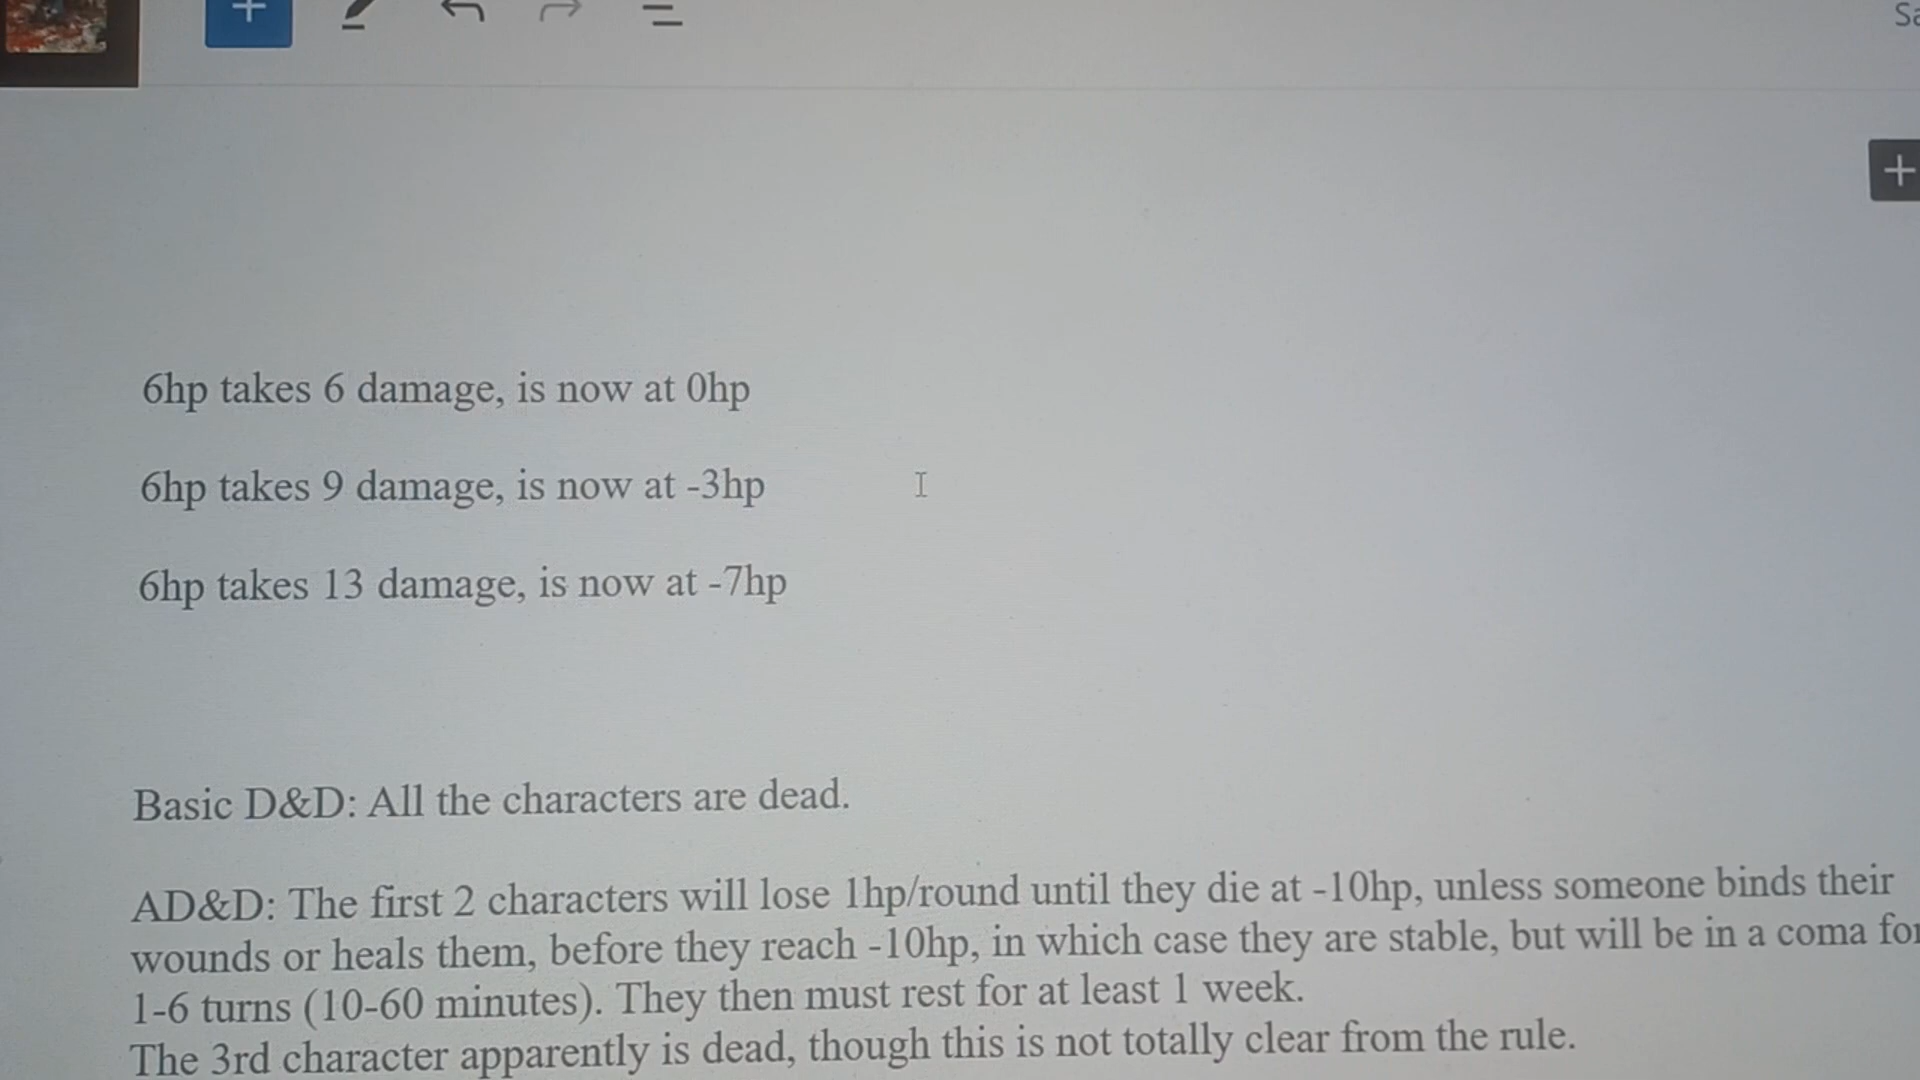 Sa
6hp takes 6 damage, is now at 0hp
6hp takes 9 damage, is now at -3hp
6hp takes 13 damage, is now at -7hp
Basic D&D: All the characters are dead.
AD&D: The first 2 characters will lose 1hp/round until they die at -10hp, unless someone binds their
wounds or heals them, before they reach -10hp, in which case they are stable, but will be in a coma for
1-6 turns (10-60 minutes). They then must rest for at least 1 week.
The 3rd character apparently is dead, though this is not totally clear from the rule.